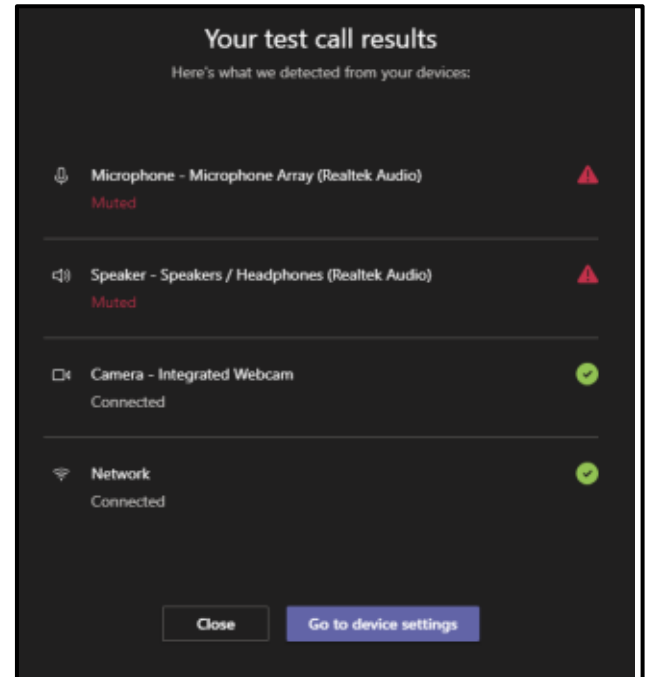 Your test call results
Here's what we detected from your devices:
Microphone - Microphone Array (Realtek Audio)
Muted
Speaker - Speakers / Headphones (Realtek Audio)
Muted
Camera - Integrated Webcam
Connected
Network
Connected
Close Go to device settings